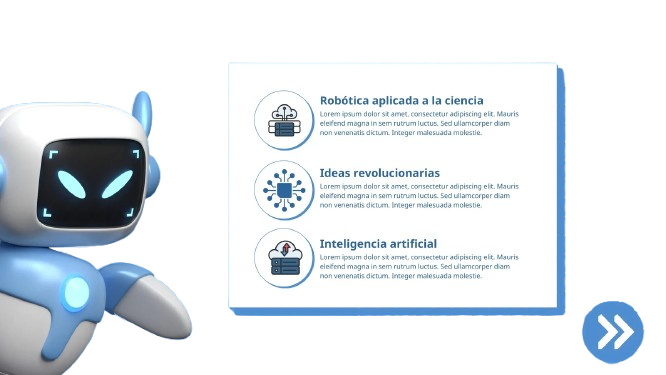 Robótica aplicada a la ciencia
Lorem ipsum dolor sit amet, consectetur adipiscing elit. Mauris
eleifend magna in sem rutrum luctus. Sed ullamcorper diam
non venenatis dictum. Integer malesuada molestie.
Ideas revolucionarias
Lorem ipsum dolor sit amet, consectetur adipiscing elit. Mauris
eleifend magna in sem rutrum luctus. Sed ullamcorper diam
non venenatis dictum. Integer malesuada molestie.
Inteligencia artificial
Lorem ipsum dolor sit amet, consectetur adipiscing elit. Mauris
eleifend magna in sem rutrum luctus. Sed ullamcorper diam
non venenatis dictum. Integer malesuada molestie.